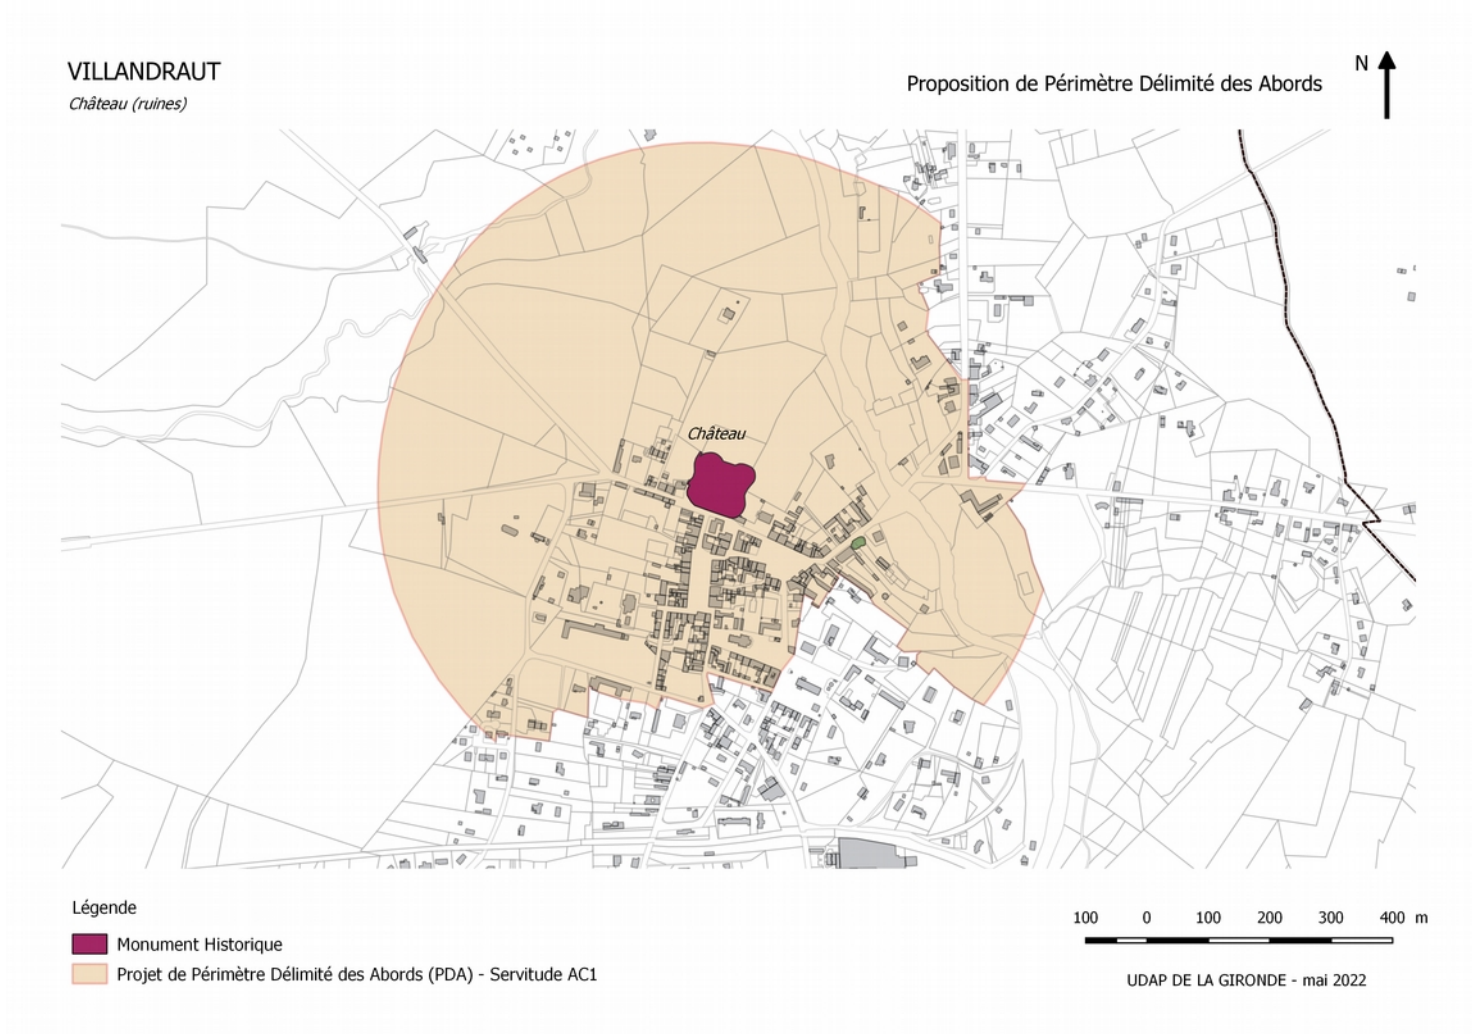 VILLANDRAUT
Château (ruines)
Proposition de Périmètre Délimité des Abords
N
Château
Légende
Monument Historique
Projet de Périmètre Délimité des Abords (PDA) - Servitude AC1
100 0 100 200 300 400 m
UDAP DE LA GIRONDE - mai 2022